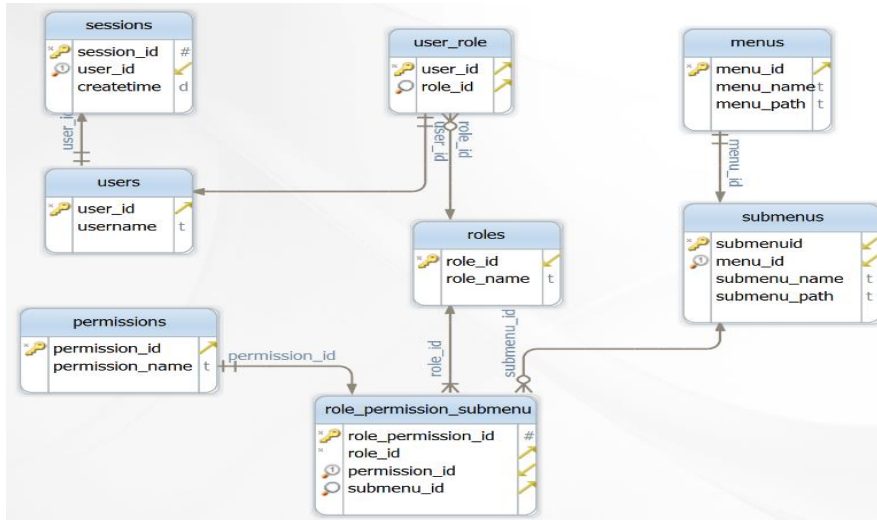 sessions
session_id #
user_id
createtime d
user_role
user_id
role_id
menus
menu_id
menu_name t
menu_path t
user_id
user_id
role_id
menu_id
users
user_id
username t
roles
role_id
role_name t
submenus
submenuid
menu_id
submenu_name t
submenu_path t
permissions
permission_id
permission_name t
permission_id
role_id
submenu_id
role_permission_submenu
role_permission_id #
role_id
permission_id
submenu_id